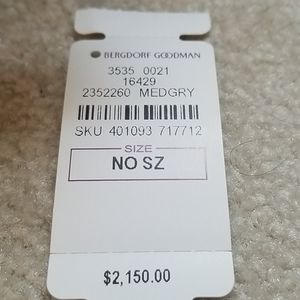 BERGDORF GOODMAN
3535 0021
16429
2352260 MEDGRY
SKU 401093 717712
SIZE
NO SZ
$2,150.00